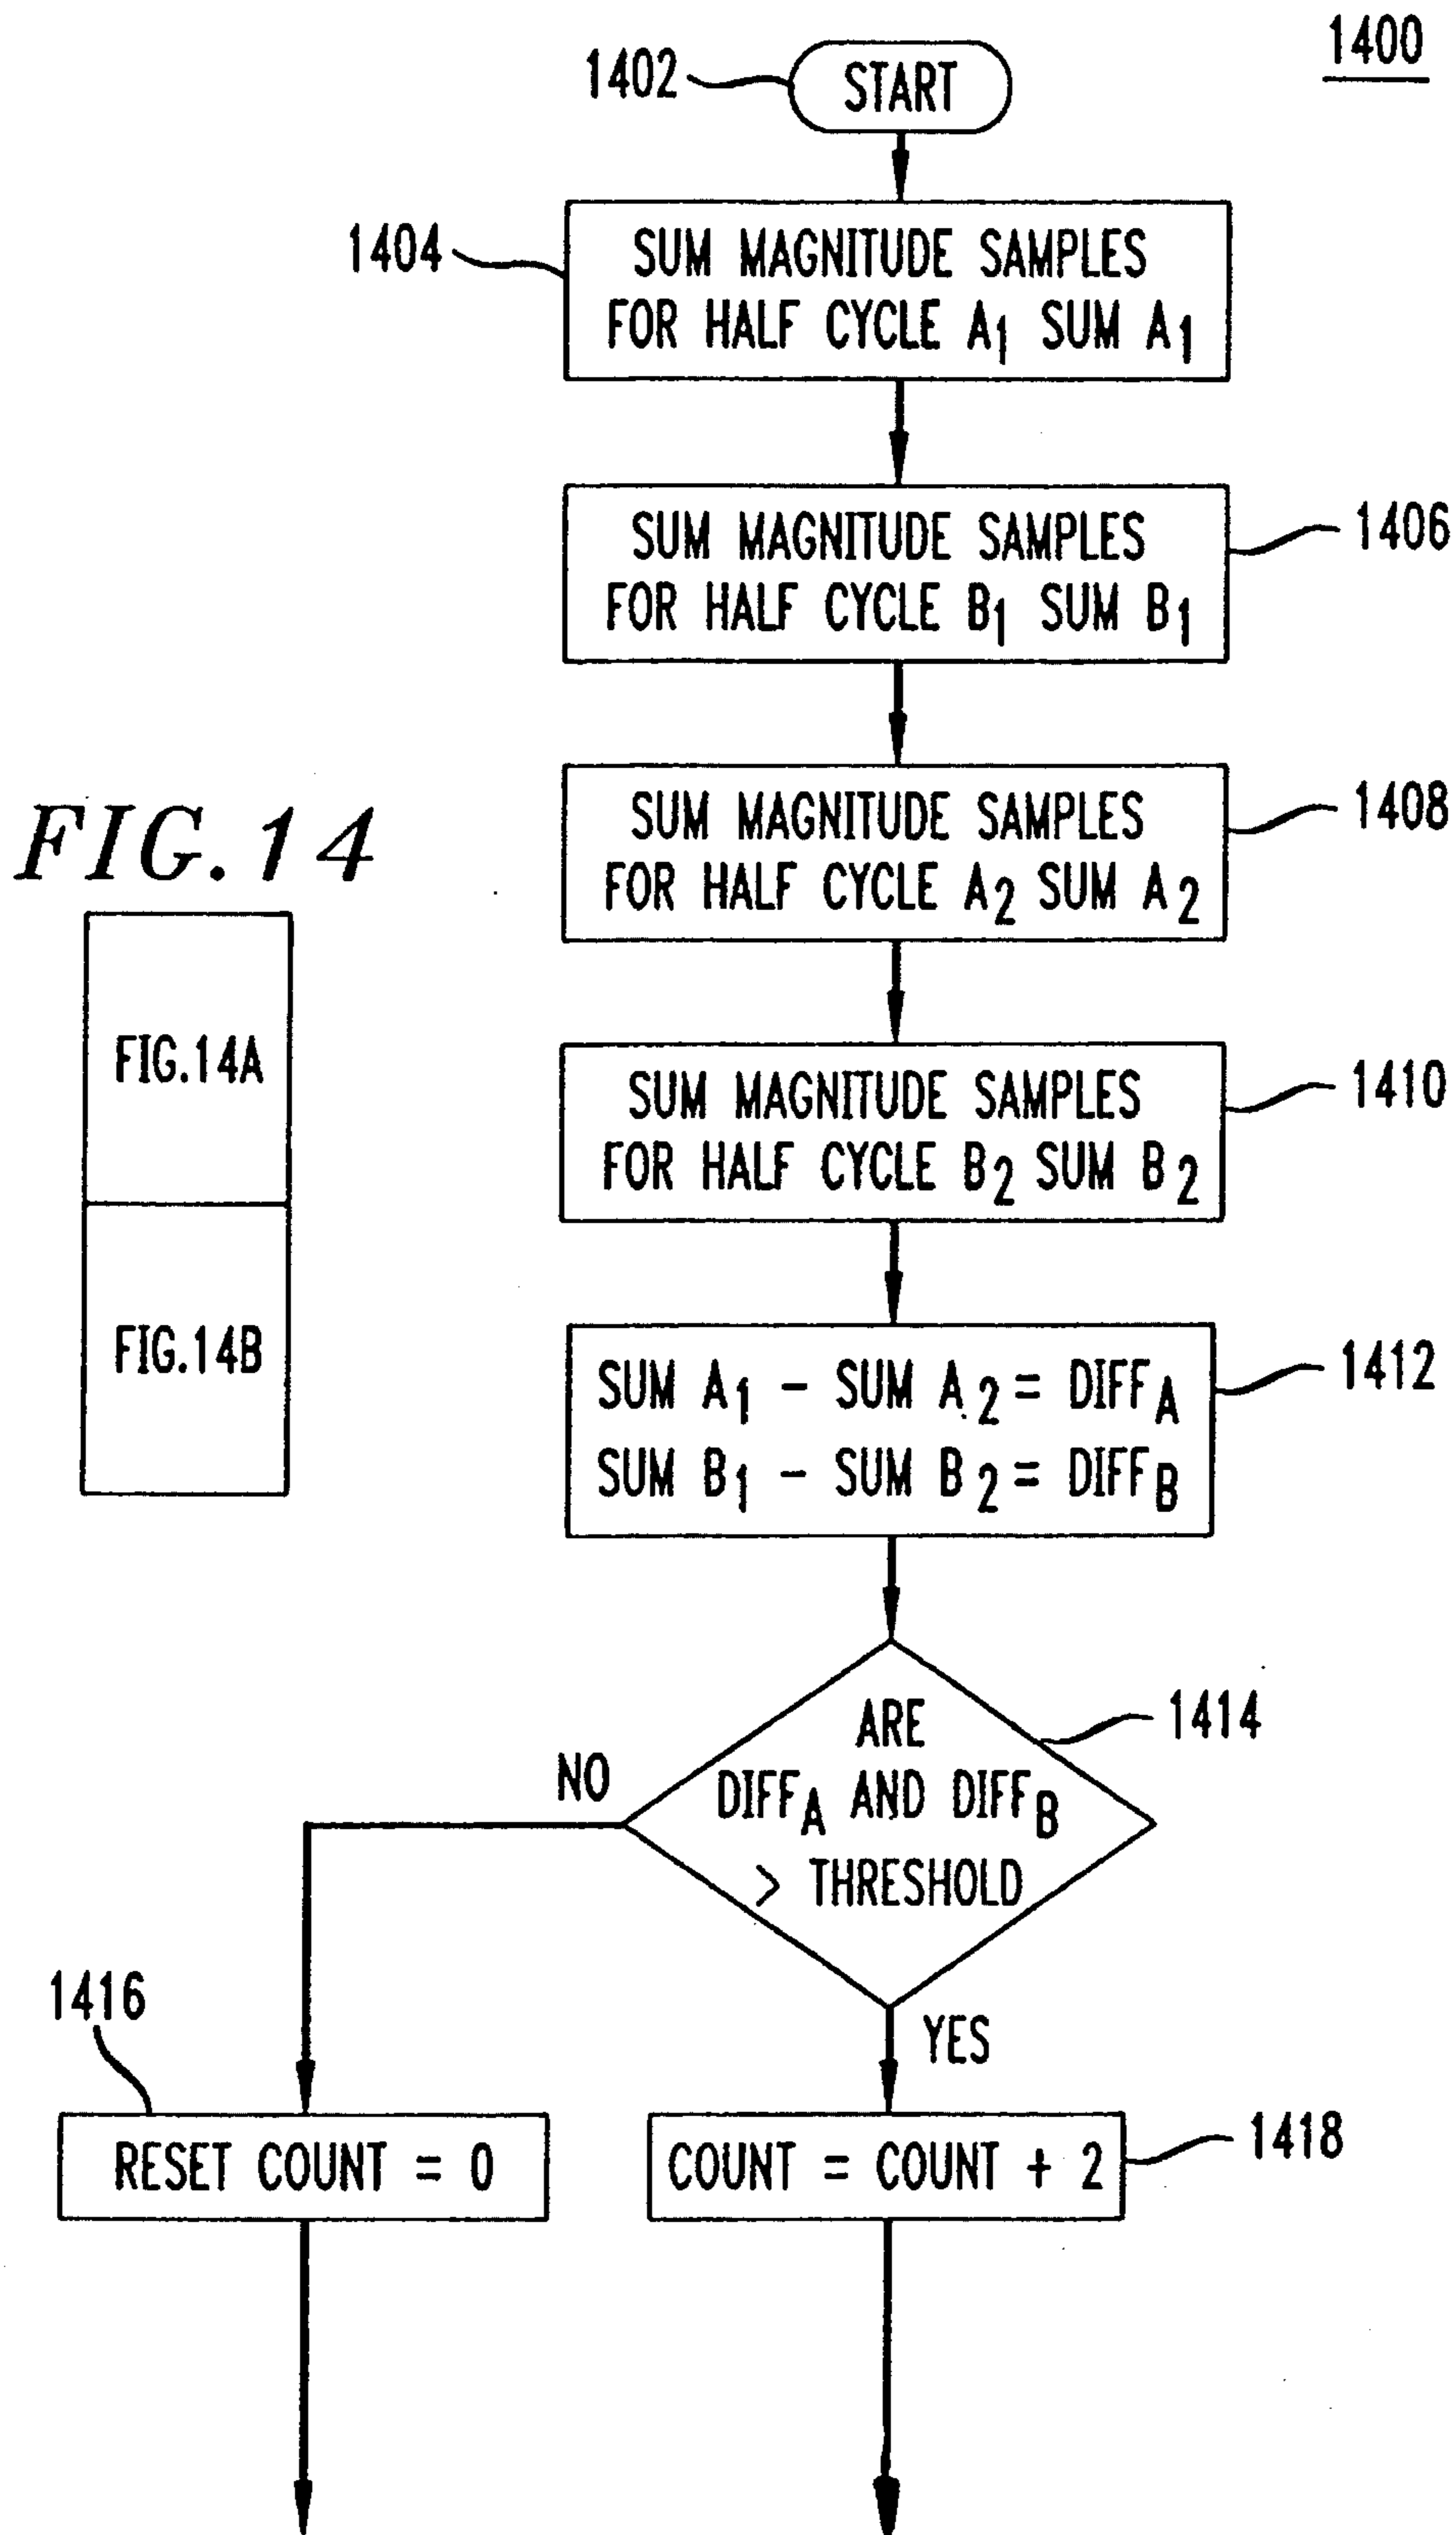 1400
1402
START
1404
SUM MAGNITUDE SAMPLES
FOR HALF CYCLE A1 SUM A1
SUM MAGNITUDE SAMPLES
FOR HALF CYCLE B1 SUM B1
1406
FIG.14
FIG.14A
FIG.14B
SUM MAGNITUDE SAMPLES
FOR HALF CYCLE A2 SUM A2
1408
SUM MAGNITUDE SAMPLES
FOR HALF CYCLE B2 SUM B2
1410
SUM A1 - SUM A2 = DIFFA
SUM B1 - SUM B2 = DIFFB
1412
ARE
DIFFA AND DIFFB
> THRESHOLD
1414
NO
YES
1416
RESET COUNT = 0
COUNT = COUNT + 2
1418